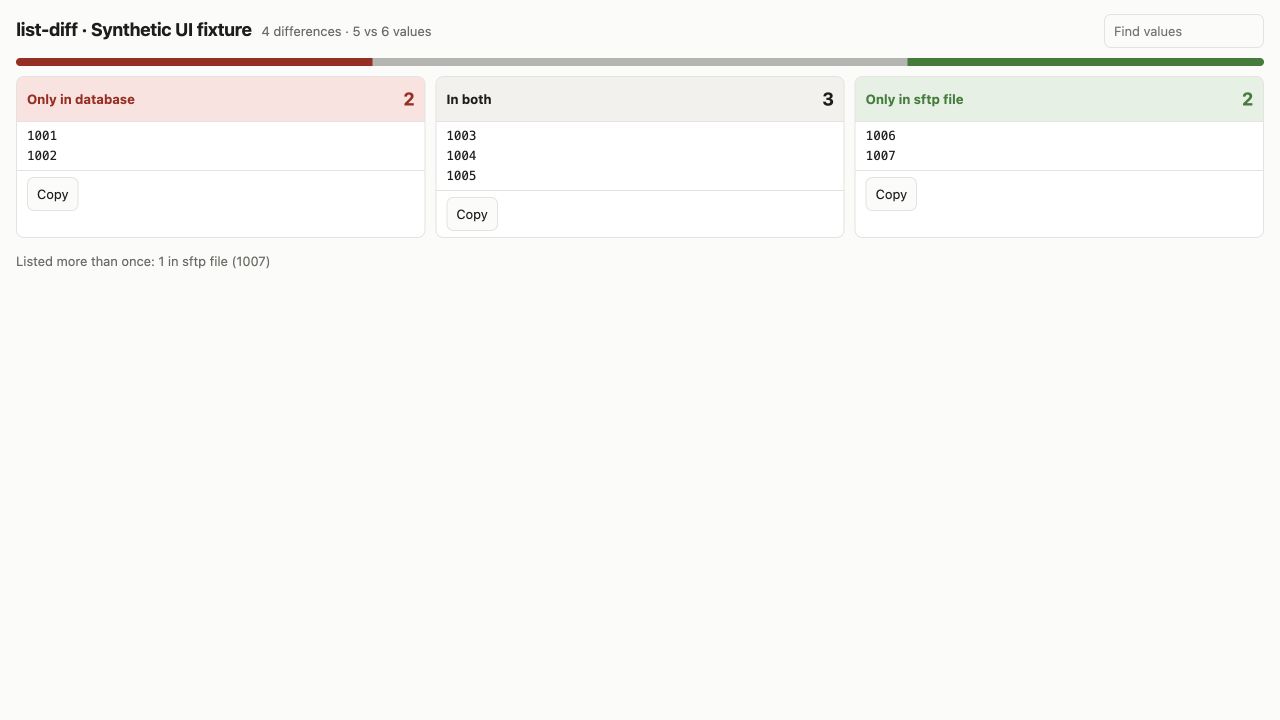 list-diff · Synthetic UI fixture 4 differences · 5 vs 6 values
Find values
Only in database 2
1001
1002
Copy
In both 3
1003
1004
1005
Copy
Only in sftp file 2
1006
1007
Copy
Listed more than once: 1 in sftp file (1007)